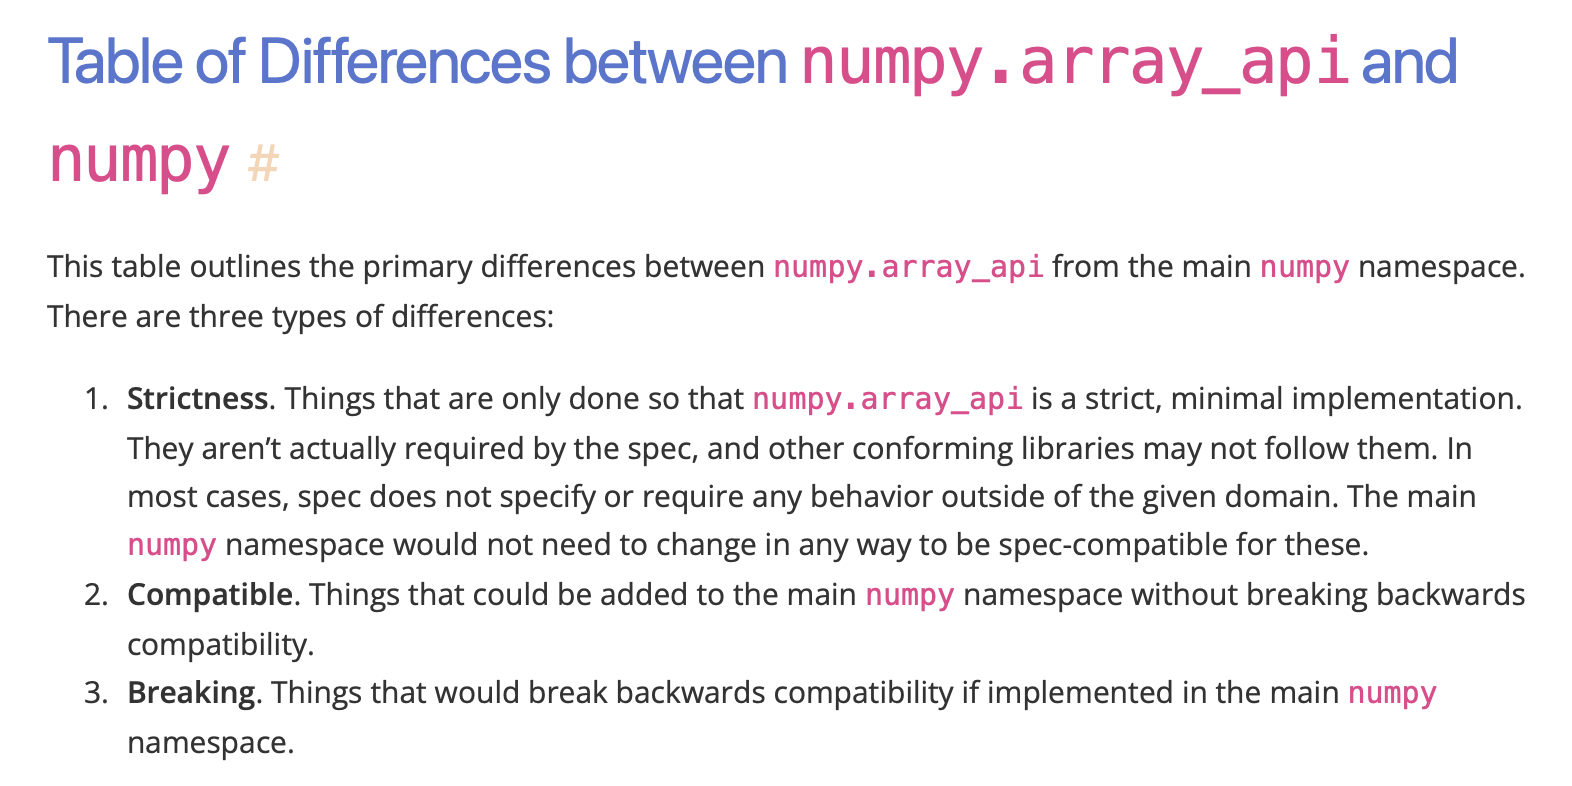 Table of Differences between numpy.array_api and
numpy #
This table outlines the primary differences between numpy.array_api from the main numpy namespace.
There are three types of differences:
1. Strictness. Things that are only done so that numpy.array_api is a strict, minimal implementation.
They aren’t actually required by the spec, and other conforming libraries may not follow them. In
most cases, spec does not specify or require any behavior outside of the given domain. The main
numpy namespace would not need to change in any way to be spec-compatible for these.
2. Compatible. Things that could be added to the main numpy namespace without breaking backwards
compatibility.
3. Breaking. Things that would break backwards compatibility if implemented in the main numpy
namespace.